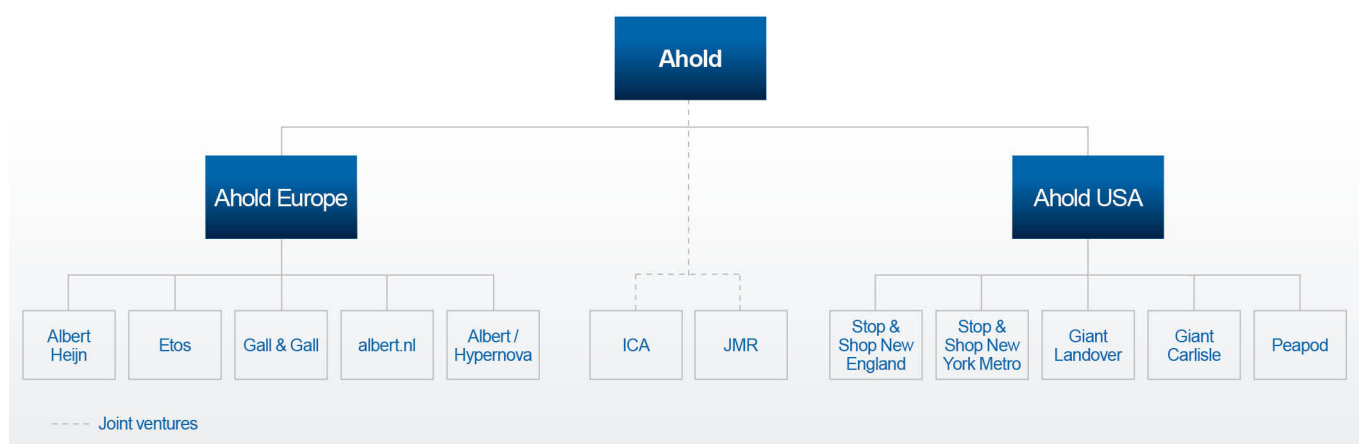 Ahold
Ahold Europe
Ahold USA
Albert
Heijn
Etos
Gall & Gall
albert.nl
Albert /
Hypernova
ICA
JMR
Stop &
Shop New
England
Stop &
Shop New
York Metro
Giant
Landover
Giant
Carlisle
Peapod
Joint ventures